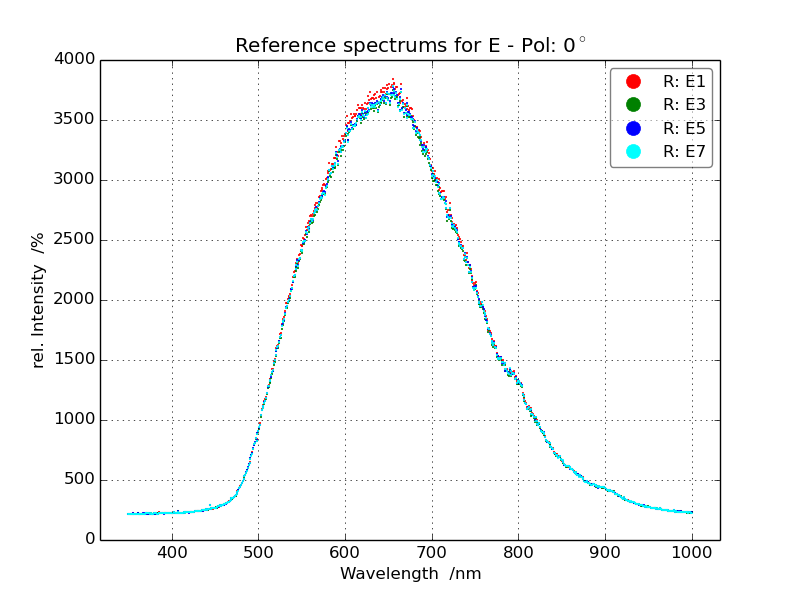 Reference spectrums for E - Pol: 0°
4000
3500
3000
2500
2000
1500
1000
500
0
rel. Intensity /%
R: E1
R: E3
R: E5
R: E7
400 500 600 700 800 900 1000
Wavelength /nm